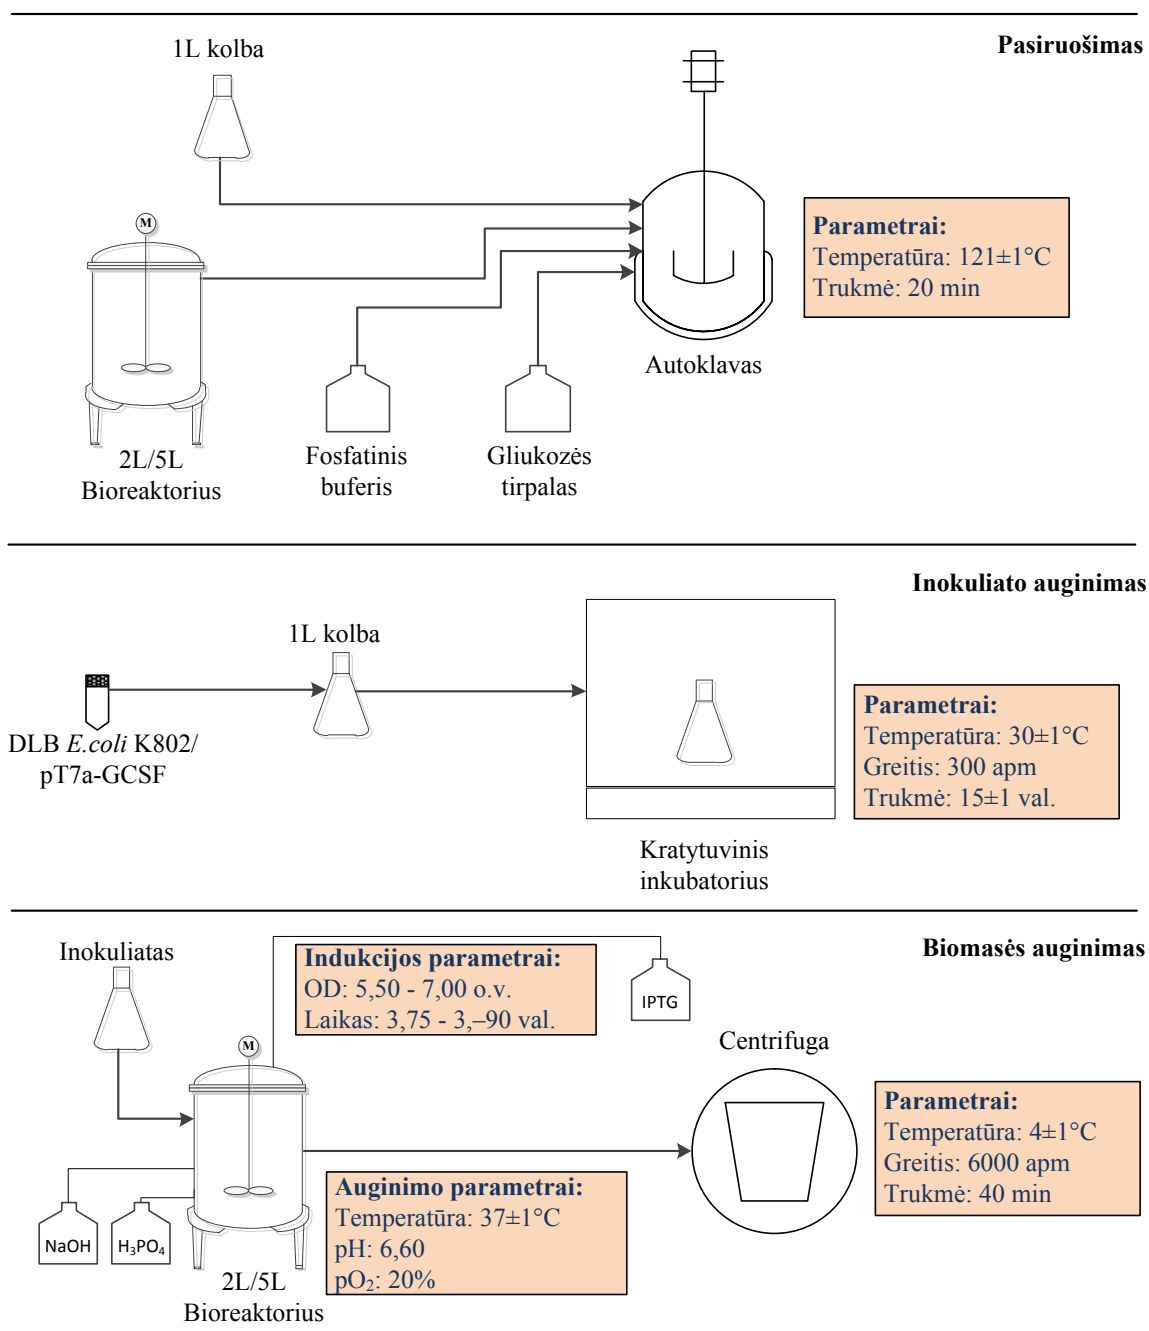 Pasiruošimas
1L kolba
M
Parametrai:
Temperatūra: 121±1°C
Trukmė: 20 min
Autoklavas
2L/5L
Bioreaktorius
Fosfatinis
buferis
Gliukozės
tirpalas
Inokuliato auginimas
1L kolba
DLB E.coli K802/
pT7a-GCSF
Parametrai:
Temperatūra: 30±1°C
Greitis: 300 apm
Trukmė: 15±1 val.
Kratytuvinis
inkubatorius
Biomasės auginimas
Inokuliatas
Indukcijos parametrai:
OD: 5,50 - 7,00 o.v.
Laikas: 3,75 - 3,–90 val.
IPTG
M
Centrifuga
Parametrai:
Temperatūra: 4±1°C
Greitis: 6000 apm
Trukmė: 40 min
Auginimo parametrai:
Temperatūra: 37±1°C
pH: 6,60
pO₂: 20%
NaOH
H₃PO₄
2L/5L
Bioreaktorius